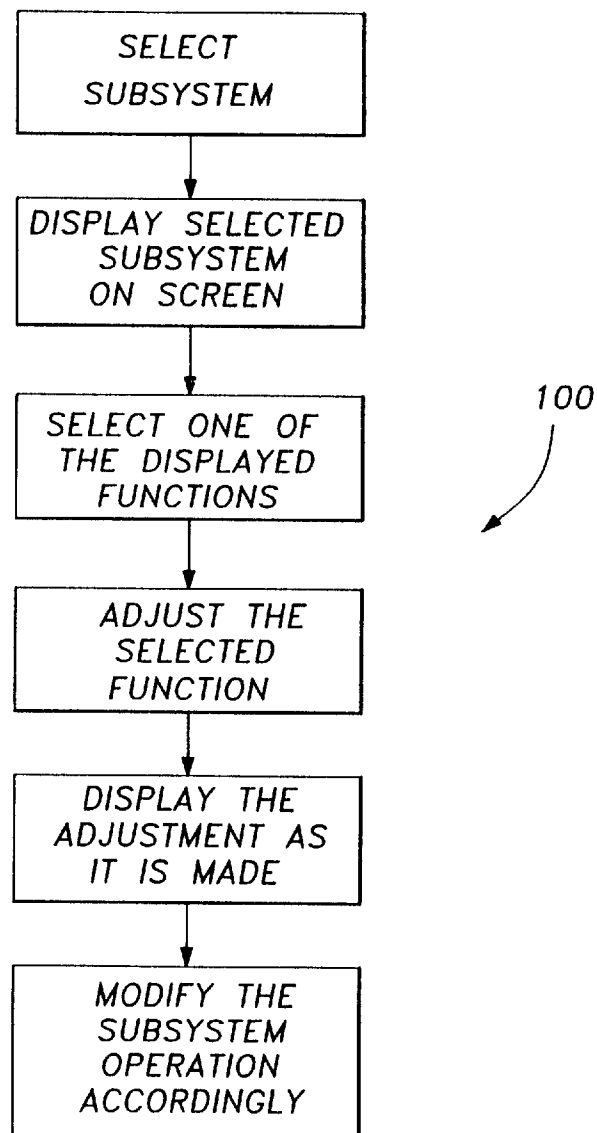 SELECT
SUBSYSTEM
DISPLAY SELECTED
SUBSYSTEM
ON SCREEN
SELECT ONE OF
THE DISPLAYED
FUNCTIONS
100
ADJUST THE
SELECTED
FUNCTION
DISPLAY THE
ADJUSTMENT AS
IT IS MADE
MODIFY THE
SUBSYSTEM
OPERATION
ACCORDINGLY